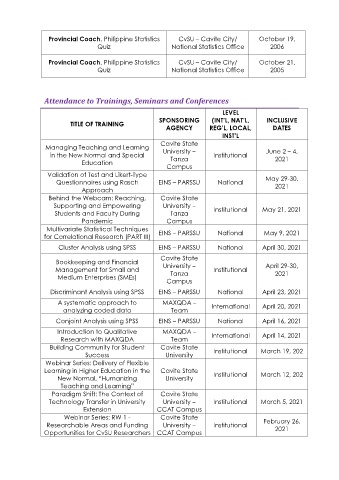 Provincial Coach, Philippine Statistics Quiz CvSU – Cavite City/ National Statistics Office October 19, 2006
Provincial Coach, Philippine Statistics Quiz CvSU – Cavite City/ National Statistics Office October 21, 2005
Attendance to Trainings, Seminars and Conferences
TITLE OF TRAINING SPONSORING AGENCY LEVEL (INT'L, NAT'L, REG'L, LOCAL, INST'L INCLUSIVE DATES
Managing Teaching and Learning in the New Normal and Special Education Cavite State University – Tanza Campus Institutional June 2 – 4, 2021
Validation of Test and Likert-Type Questionnaires using Rasch Approach EINS – PARSSU National May 29-30, 2021
Behind the Webcam: Reaching, Supporting and Empowering Students and Faculty During Pandemic Cavite State University - Tanza Campus Institutional May 21, 2021
Multivariate Statistical Techniques for Correlational Research (PART III) EINS – PARSSU National May 9, 2021
Cluster Analysis using SPSS EINS – PARSSU National April 30, 2021
Bookeeping and Financial Management for Small and Medium Enterprises (SMEs) Cavite State University – Tanza Campus Institutional April 29-30, 2021
Discriminant Analysis using SPSS EINS – PARSSU National April 23, 2021
A systematic approach to analyzing coded data MAXQDA – Team International April 20, 2021
Conjoint Analysis using SPSS EINS – PARSSU National April 16, 2021
Introduction to Qualitative Research with MAXQDA MAXQDA – Team International April 14, 2021
Building Community for Student Success Cavite State University Institutional March 19, 202
Webinar Series: Delivery of Flexible Learning in Higher Education in the New Normal, "Humanizing Teaching and Learning" Cavite State University Institutional March 12, 202
Paradigm Shift: The Context of Technology Transfer in University Extension Cavite State University – CCAT Campus Institutional March 5, 2021
Webinar Series: RW 1 - Researchable Areas and Funding Opportunities for CvSU Researchers Cavite State University – CCAT Campus Institutional February 26, 2021